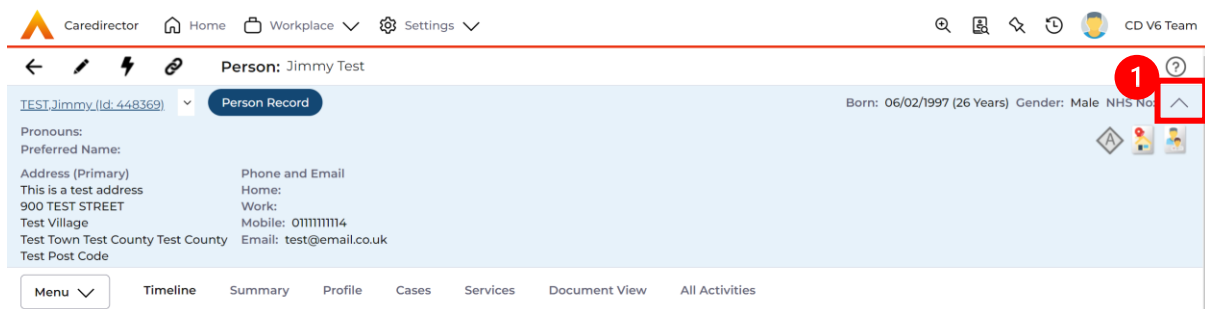 Caredirector Home Workplace Settings CD V6 Team
Person: Jimmy Test 1 ?
TEST,Jimmy (Id: 448369) Person Record Born: 06/02/1997 (26 Years) Gender: Male NHS No:
Pronouns:
Preferred Name:
A
Address (Primary) Phone and Email
This is a test address Home:
900 TEST STREET Work:
Test Village Mobile: 01111111114
Test Town Test County Test County Email: test@email.co.uk
Test Post Code
Menu Timeline Summary Profile Cases Services Document View All Activities